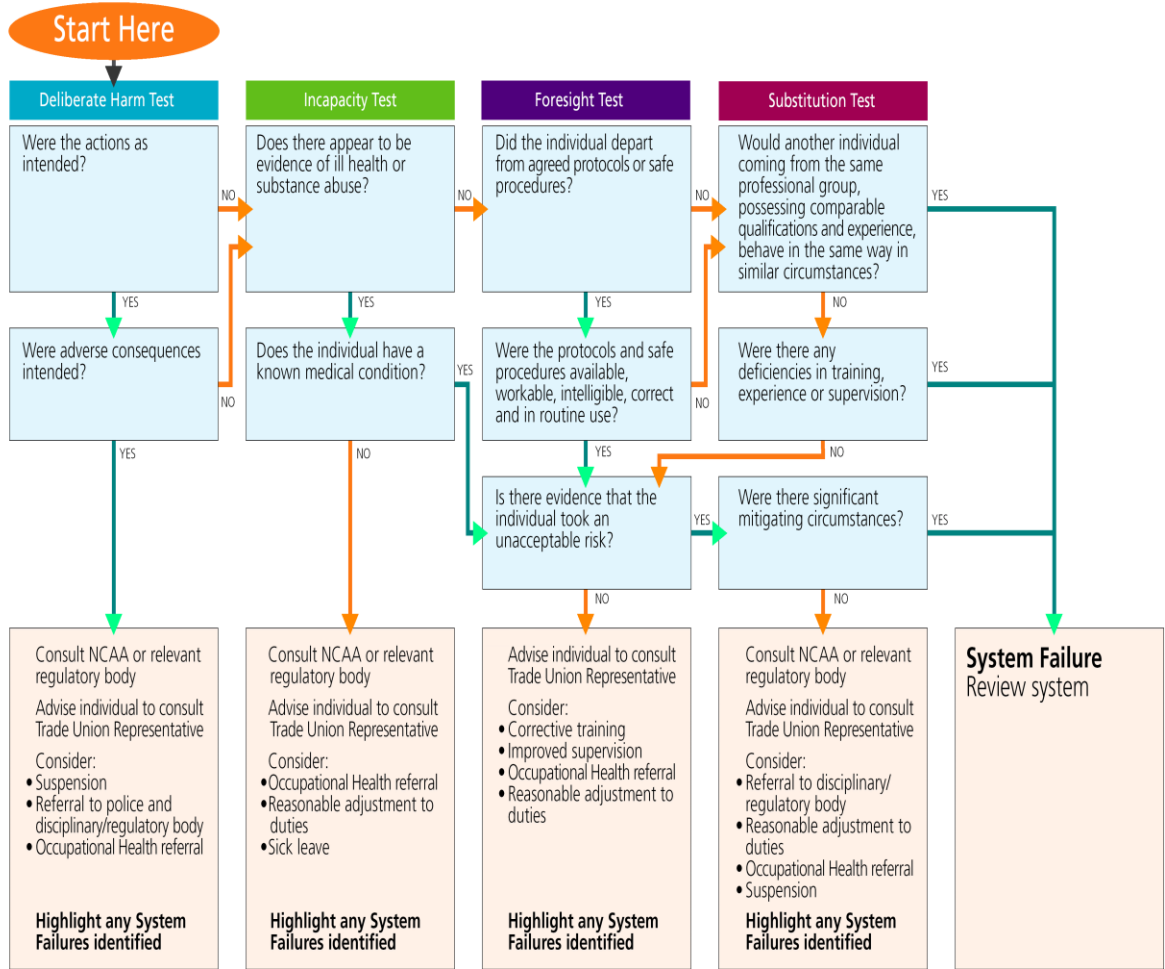 Start Here
Deliberate Harm Test
Incapacity Test
Foresight Test
Substitution Test
Were the actions as
intended?
NO
YES
Were adverse consequences
intended?
NO
YES
Does there appear to be
evidence of ill health or
substance abuse?
NO
YES
Does the individual have a
known medical condition?
YES
NO
Did the individual depart
from agreed protocols or safe
procedures?
NO
YES
Were the protocols and safe
procedures available,
workable, intelligible, correct
and in routine use?
NO
YES
Is there evidence that the
individual took an
unacceptable risk?
YES
NO
Would another individual
coming from the same
professional group,
possessing comparable
qualifications and experience,
behave in the same way in
similar circumstances?
YES
NO
Were there any
deficiencies in training,
experience or supervision?
YES
NO
Were there significant
mitigating circumstances?
YES
NO
Consult NCAA or relevant
regulatory body
Advise individual to consult
Trade Union Representative
Consider:
• Suspension
• Referral to police and
disciplinary/regulatory body
• Occupational Health referral
Highlight any System
Failures identified
Consult NCAA or relevant
regulatory body
Advise individual to consult
Trade Union Representative
Consider:
• Occupational Health referral
• Reasonable adjustment to
duties
• Sick leave
Highlight any System
Failures identified
Advise individual to consult
Trade Union Representative
Consider:
• Corrective training
• Improved supervision
• Occupational Health referral
• Reasonable adjustment to
duties
Highlight any System
Failures identified
Consult NCAA or relevant
regulatory body
Advise individual to consult
Trade Union Representative
Consider:
• Referral to disciplinary/
regulatory body
• Reasonable adjustment to
duties
• Occupational Health referral
• Suspension
Highlight any System
Failures identified
System Failure
Review system